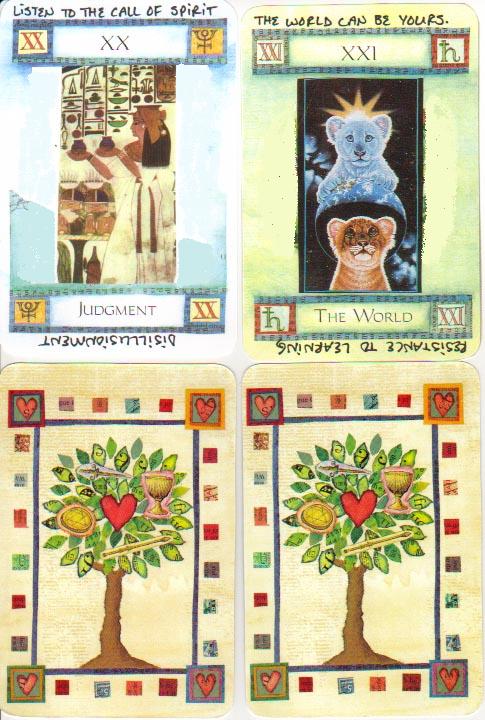 LISTEN TO THE CALL OF SPIRIT
XX
XX
JUDGMENT
XX
DISILLUSIONMENT
THE WORLD CAN BE YOURS.
XXI
XXI
THE WORLD
XXI
RESISTANCE TO LEARNING